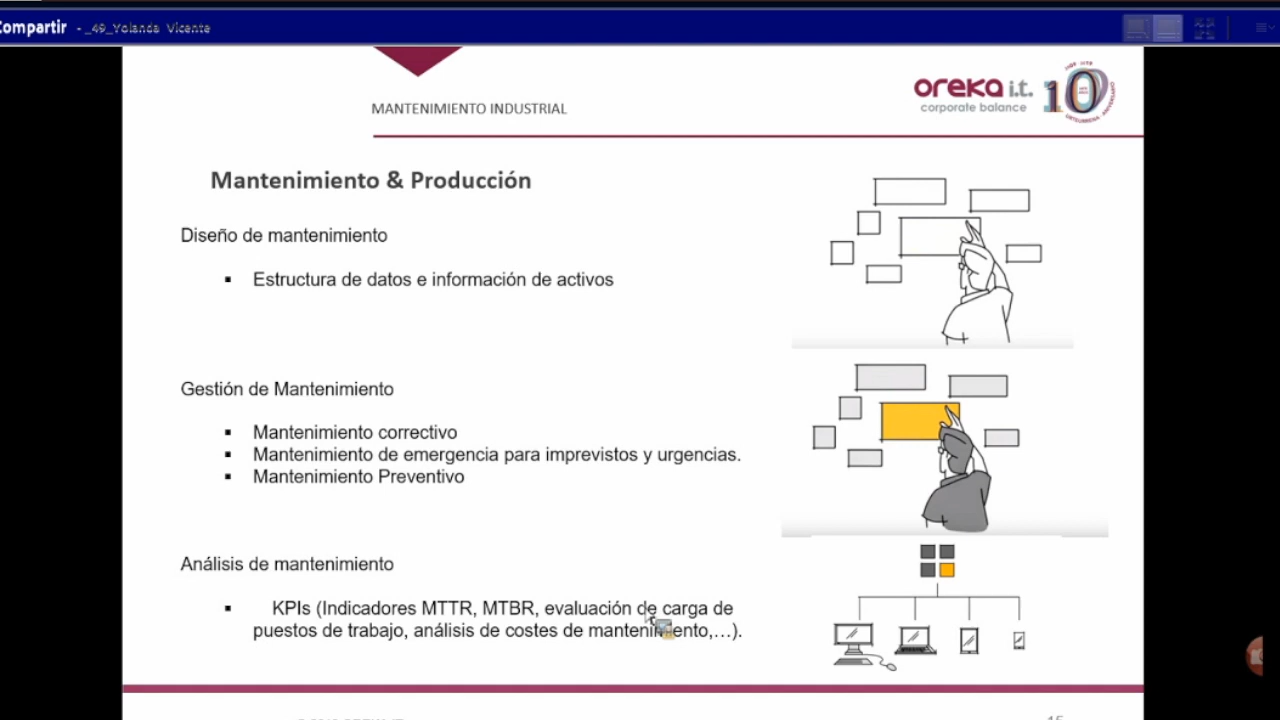 Compartir - _49_Yolanda Vicente
MANTENIMIENTO INDUSTRIAL
oreka i.t.
corporate balance
10
Mantenimiento & Producción
Diseño de mantenimiento
▪ Estructura de datos e información de activos
Gestión de Mantenimiento
▪ Mantenimiento correctivo
▪ Mantenimiento de emergencia para imprevistos y urgencias.
▪ Mantenimiento Preventivo
Análisis de mantenimiento
▪ KPIs (Indicadores MTTR, MTBR, evaluación de carga de
puestos de trabajo, análisis de costes de mantenimiento,…).